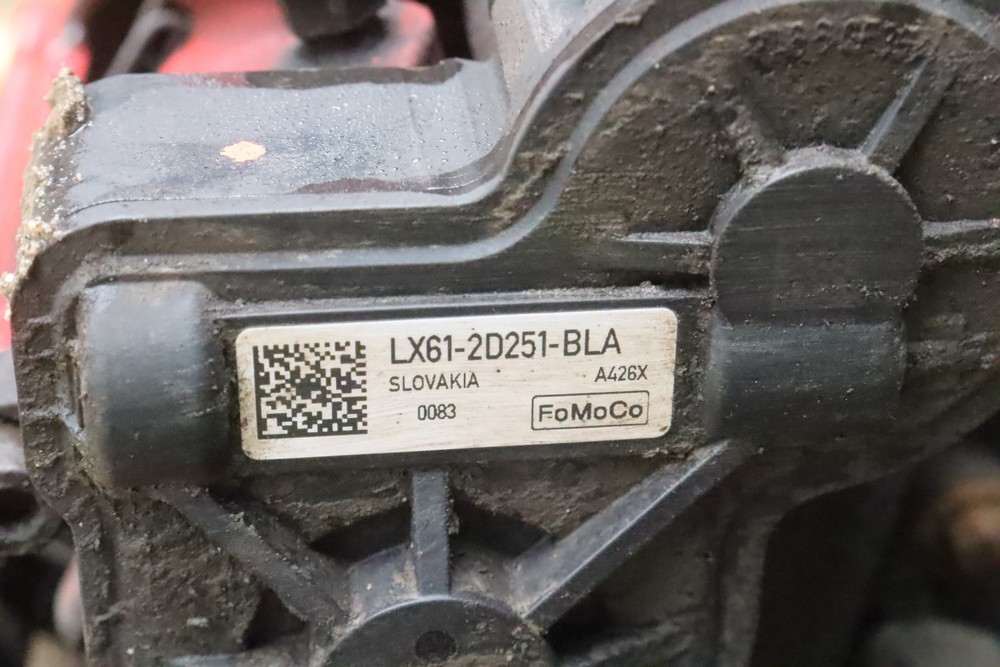 LX61-2D251-BLA
SLOVAKIA A426X
0083 FoMoCo